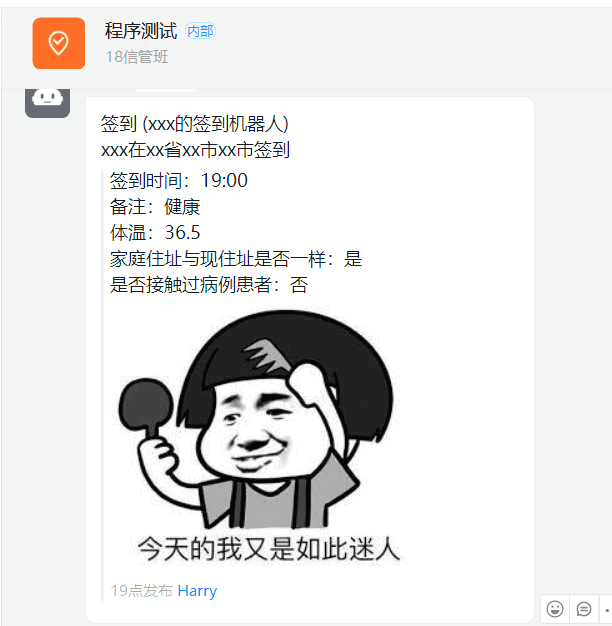 程序测试 内部
18信管班
签到 (xxx的签到机器人)
xxx在xx省xx市xx市签到
签到时间：19:00
备注：健康
体温：36.5
家庭住址与现住址是否一样：是
是否接触过病例患者：否
今天的我又是如此迷人
19点发布 Harry